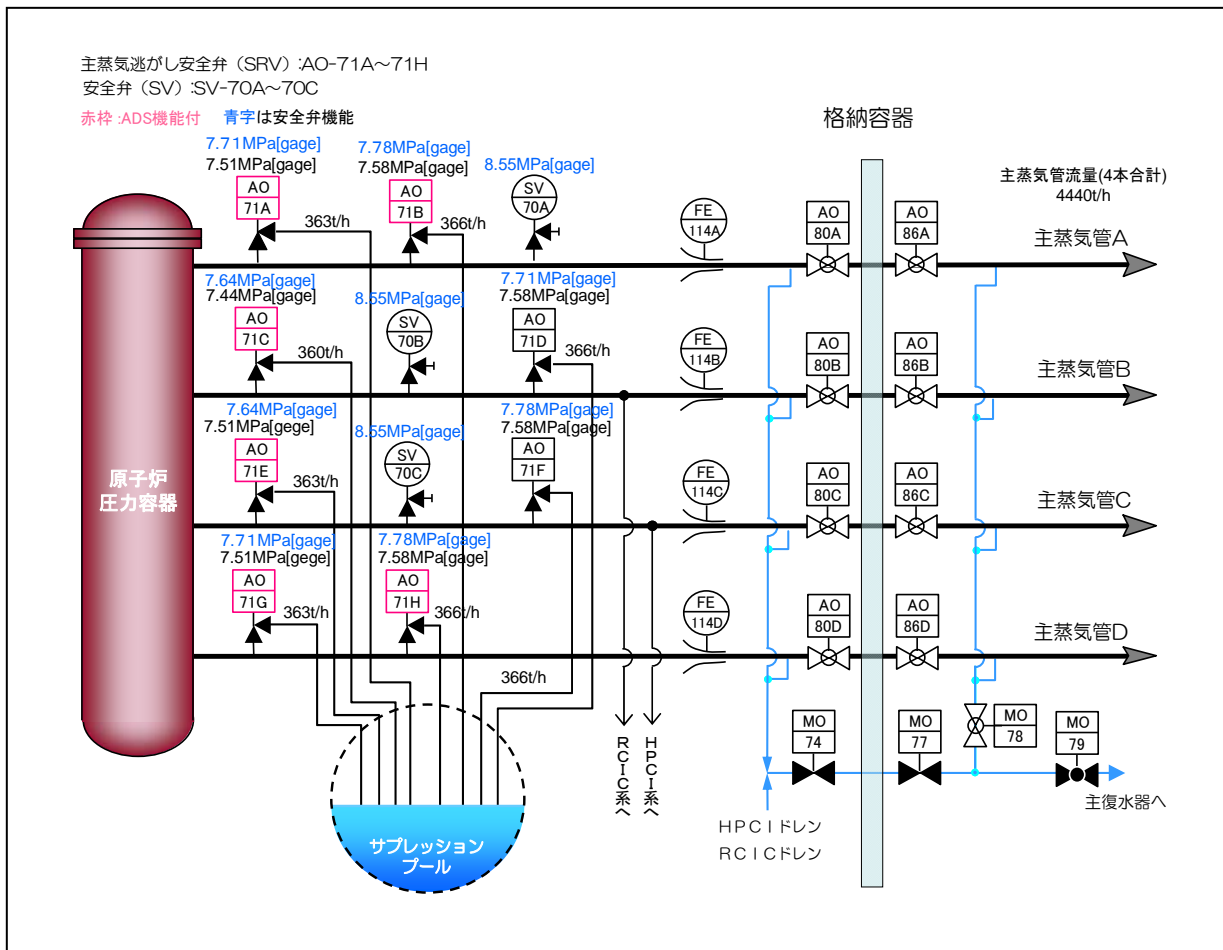 主蒸気逃がし安全弁（SRV）:AO-71A～71H
安全弁（SV）:SV-70A～70C
赤枠 :ADS機能付 青字は安全弁機能
格納容器
主蒸気管流量(4本合計)
4440t/h
7.71MPa[gage]
7.51MPa[gage]
AO
71A
363t/h
7.78MPa[gage]
7.58MPa[gage]
AO
71B
366t/h
8.55MPa[gage]
SV
70A
FE
114A
AO
80A
AO
86A
主蒸気管A
7.64MPa[gage]
7.44MPa[gage]
AO
71C
360t/h
8.55MPa[gage]
SV
70B
7.71MPa[gage]
7.58MPa[gage]
AO
71D
366t/h
FE
114B
AO
80B
AO
86B
主蒸気管B
7.64MPa[gage]
7.51MPa[gege]
AO
71E
363t/h
8.55MPa[gage]
SV
70C
7.78MPa[gage]
7.58MPa[gage]
AO
71F
FE
114C
AO
80C
AO
86C
主蒸気管C
原子炉
圧力容器
7.71MPa[gage]
7.51MPa[gege]
AO
71G
363t/h
7.78MPa[gage]
7.58MPa[gage]
AO
71H
366t/h
FE
114D
AO
80D
AO
86D
主蒸気管D
366t/h
RCIC系へ
HPCI系へ
MO
74
MO
77
MO
78
MO
79
主復水器へ
HPCIドレン
RCICドレン
サプレッション
プール